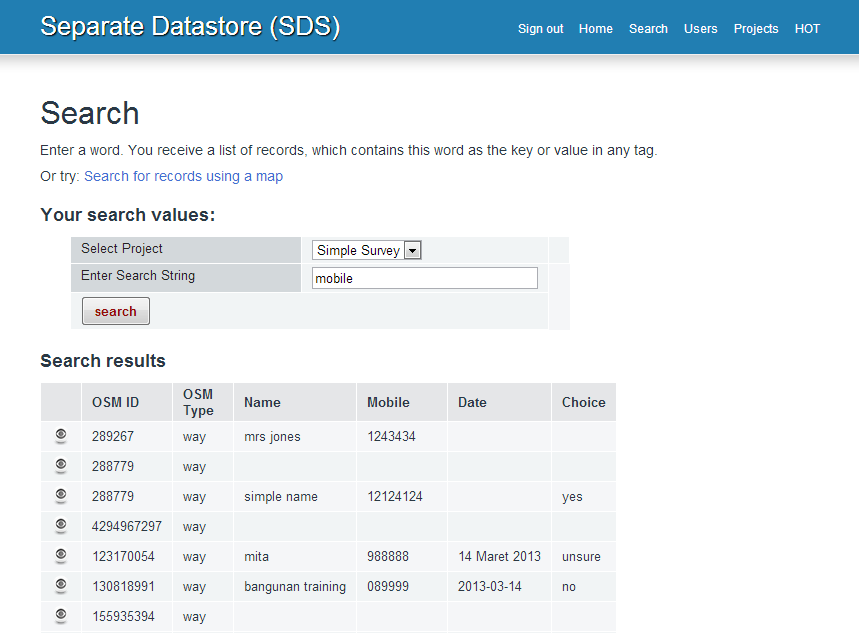 Separate Datastore (SDS)
Sign out Home Search Users Projects HOT
Search
Enter a word. You receive a list of records, which contains this word as the key or value in any tag.
Or try: Search for records using a map
Your search values:
Select Project Simple Survey
Enter Search String mobile
search
Search results
OSM ID OSM Type Name Mobile Date Choice
289267 way mrs jones 1243434
288779 way
288779 way simple name 12124124 yes
4294967297 way
123170054 way mita 988888 14 Maret 2013 unsure
130818991 way bangunan training 089999 2013-03-14 no
155935394 way